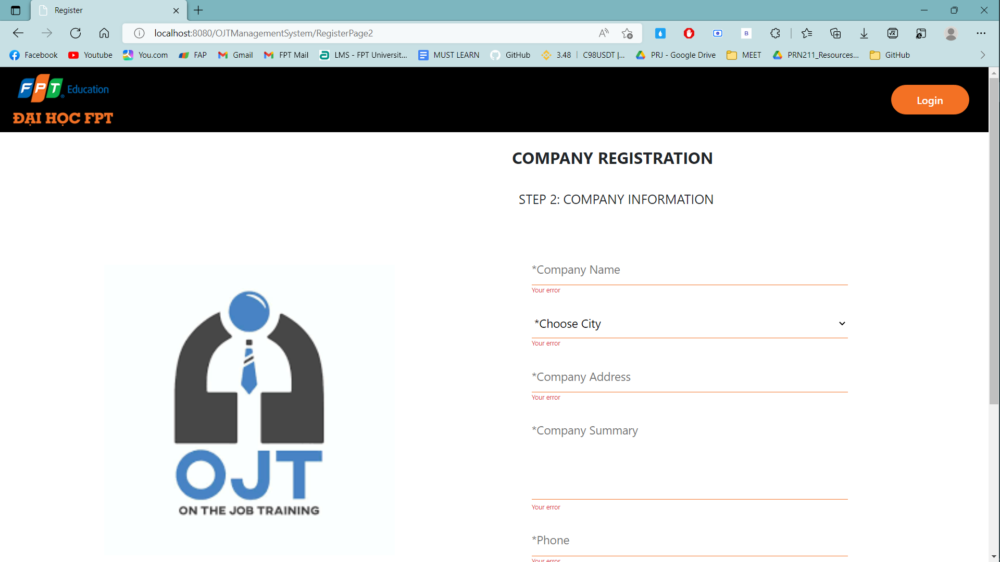 Register
localhost:8080/OJTManagementSystem/RegisterPage2
Facebook
Youtube
You.com
FAP
Gmail
FPT Mail
LMS - FPT Universit...
MUST LEARN
GitHub
3.48 | C98USDT |...
PRJ - Google Drive
MEET
PRN211_Resources...
GitHub
FPT Education
ĐẠI HỌC FPT
Login
COMPANY REGISTRATION
STEP 2: COMPANY INFORMATION
*Company Name
Your error
*Choose City
Your error
*Company Address
Your error
*Company Summary
Your error
*Phone
Your error
OJT
ON THE JOB TRAINING